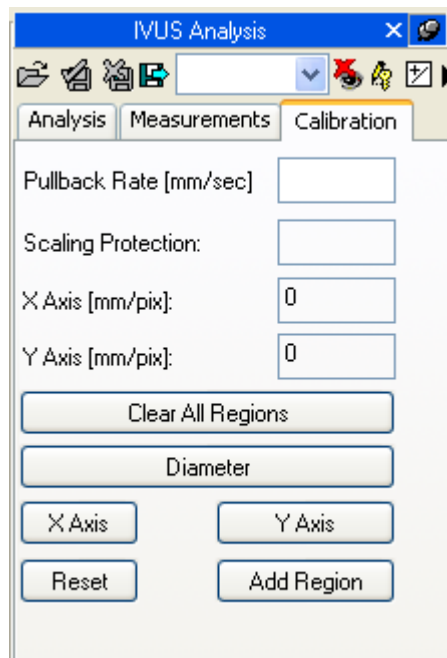 IVUS Analysis
Analysis Measurements Calibration
Pullback Rate [mm/sec]
Scaling Protection:
X Axis [mm/pix]: 0
Y Axis [mm/pix]: 0
Clear All Regions
Diameter
X Axis Y Axis
Reset Add Region